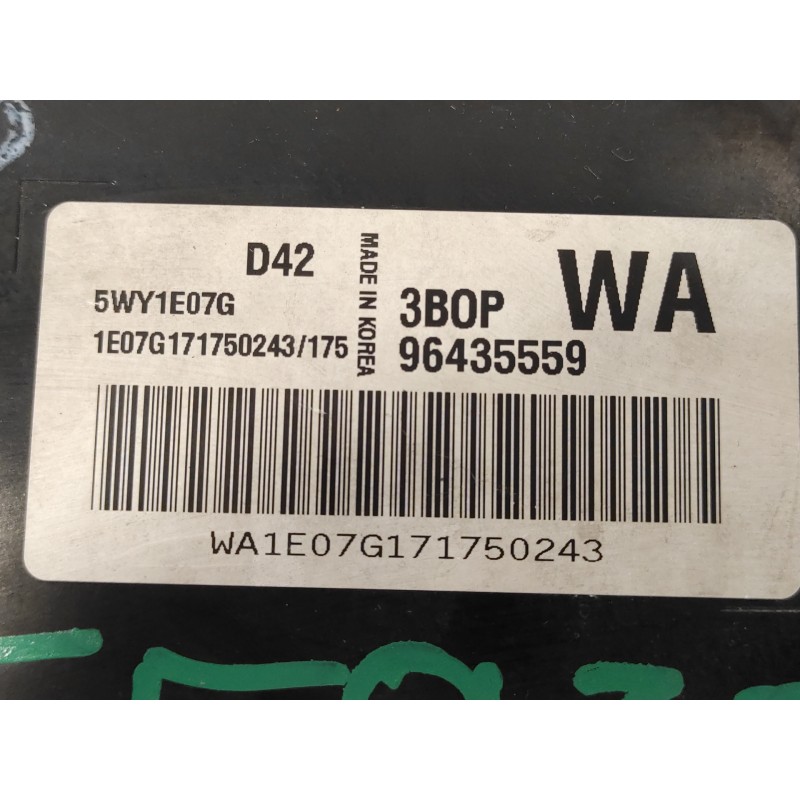 D42
5WY1E07G
1E07G171750243/175
MADE IN KOREA
3BOP
WA
96435559
WA1E07G171750243